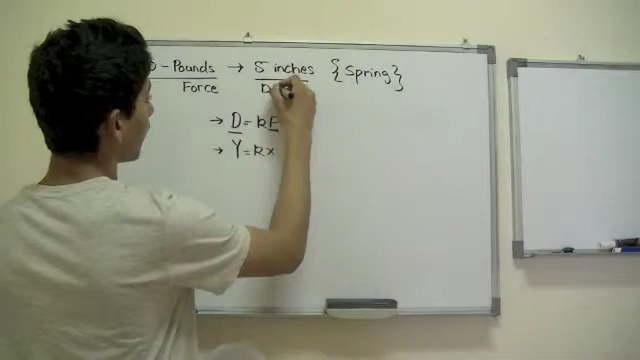 - Pounds → 5 inches {Spring}
Force D
→ D = kF
→ Y = kx